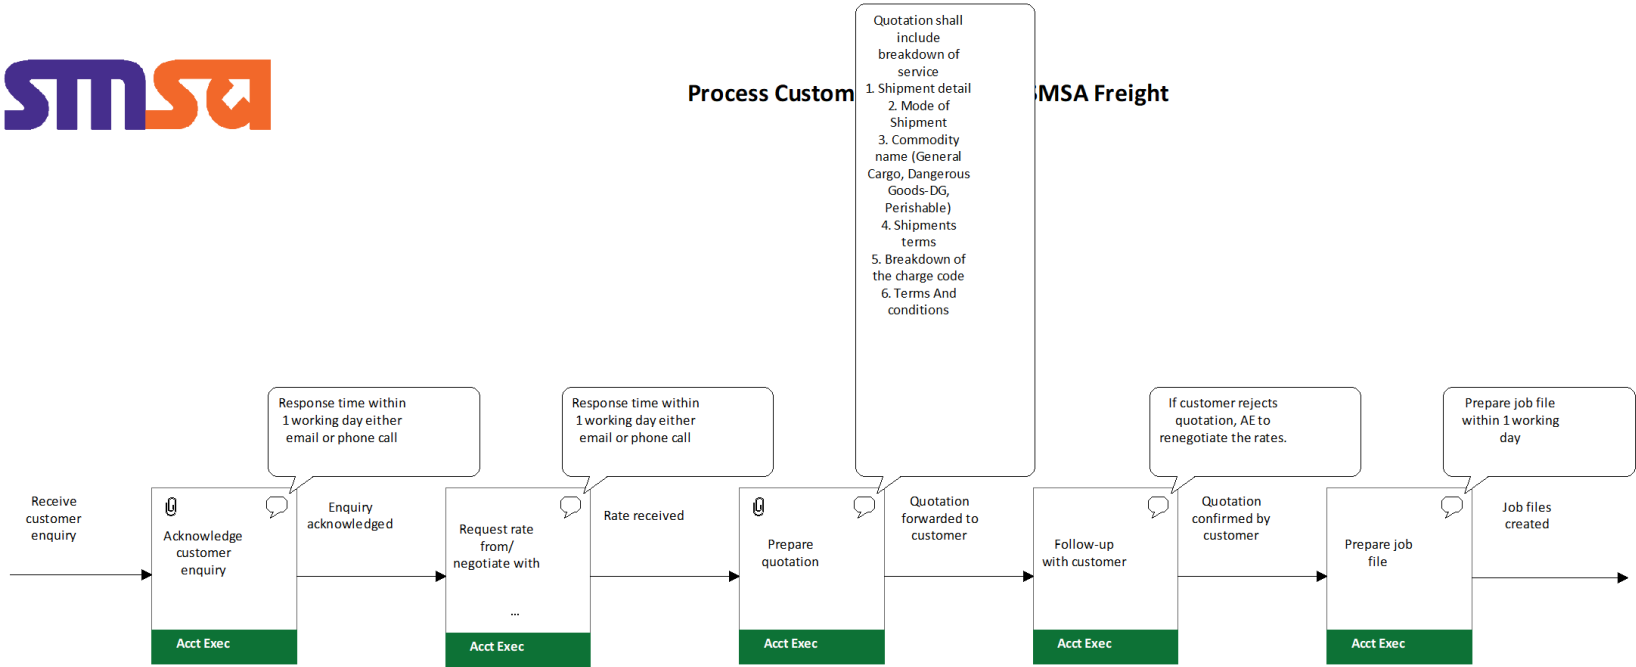 smsa
Process Custom
SMSA Freight
Quotation shall
include
breakdown of
service
1. Shipment detail
2. Mode of
Shipment
3. Commodity
name (General
Cargo, Dangerous
Goods-DG,
Perishable)
4. Shipments
terms
5. Breakdown of
the charge code
6. Terms And
conditions
Response time within
1 working day either
email or phone call
Response time within
1 working day either
email or phone call
If customer rejects
quotation, AE to
renegotiate the rates.
Prepare job file
within 1 working
day
Receive
customer
enquiry
Acknowledge
customer
enquiry
Acct Exec
Enquiry
acknowledged
Request rate
from/
negotiate with
...
Acct Exec
Rate received
Prepare
quotation
Acct Exec
Quotation
forwarded to
customer
Follow-up
with customer
Acct Exec
Quotation
confirmed by
customer
Prepare job
file
Acct Exec
Job files
created